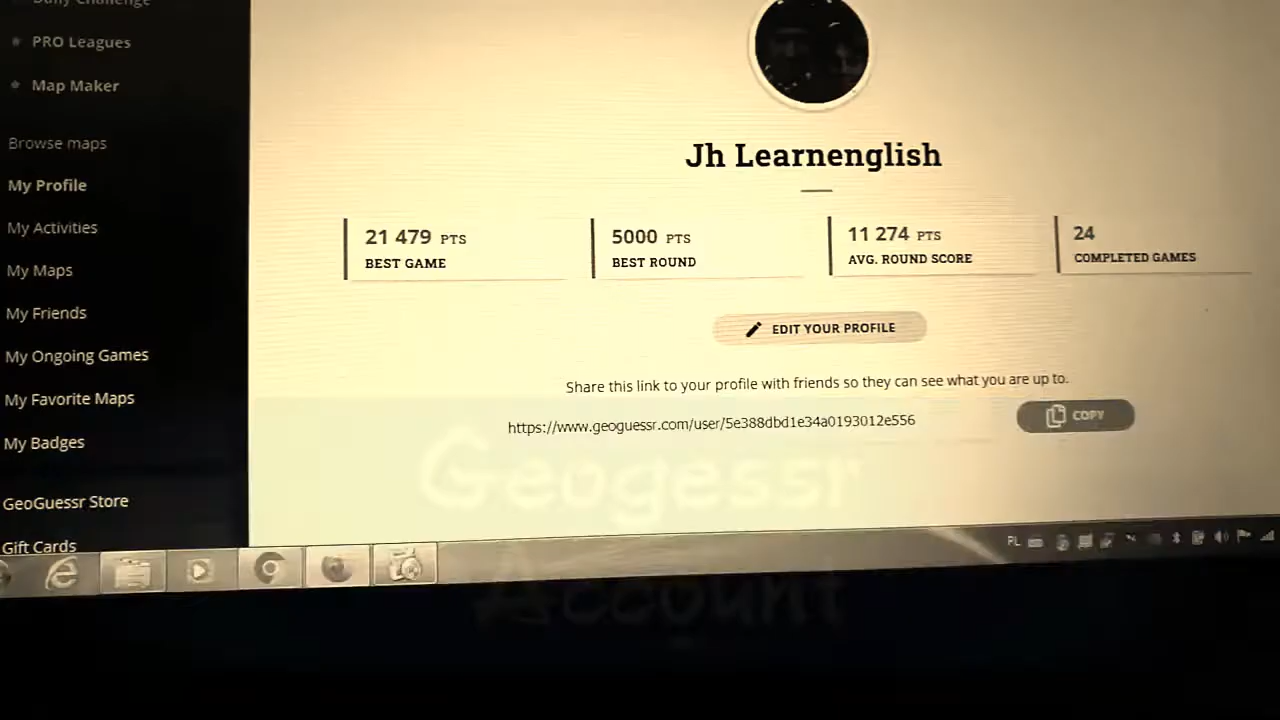 Daily Challenge
PRO Leagues
Map Maker
Browse maps
My Profile
My Activities
My Maps
My Friends
My Ongoing Games
My Favorite Maps
My Badges
GeoGuessr Store
Gift Cards
Jh Learnenglish
21 479 PTS
BEST GAME
5000 PTS
BEST ROUND
11 274 PTS
AVG. ROUND SCORE
24
COMPLETED GAMES
EDIT YOUR PROFILE
Share this link to your profile with friends so they can see what you are up to.
https://www.geoguessr.com/user/5e388dbd1e34a0193012e556
COPY
Geogessr
Account
PL